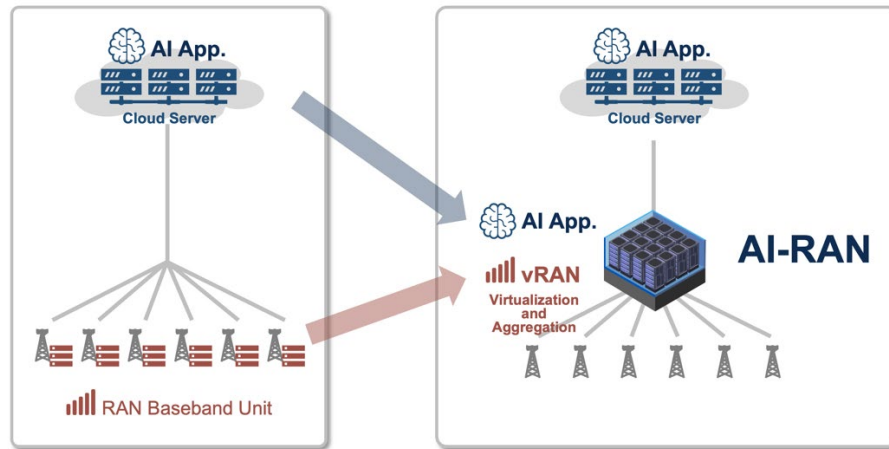 AI App.
Cloud Server
RAN Baseband Unit
AI App.
Cloud Server
AI App.
vRAN
Virtualization
and
Aggregation
AI-RAN